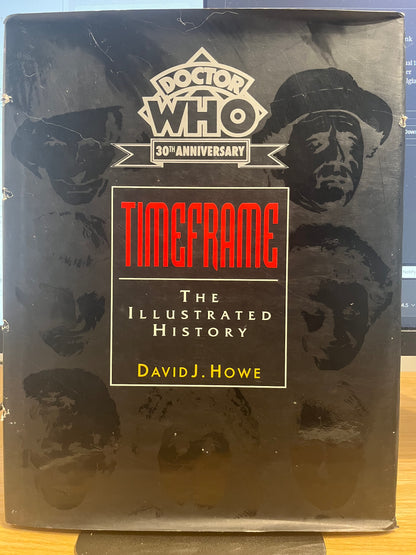 DOCTOR
WHO
30TH ANNIVERSARY
TIMEFRAME
THE
ILLUSTRATED
HISTORY
DAVID J. HOWE